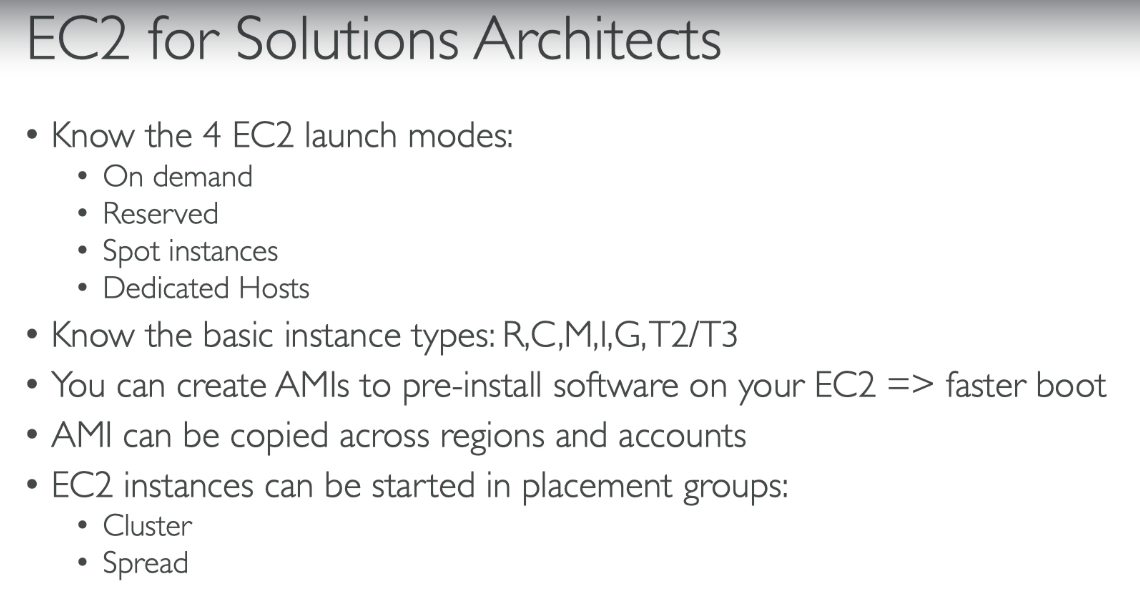 EC2 for Solutions Architects
• Know the 4 EC2 launch modes:
• On demand
• Reserved
• Spot instances
• Dedicated Hosts
• Know the basic instance types: R,C,M,I,G, T2/T3
• You can create AMIs to pre-install software on your EC2 => faster boot
• AMI can be copied across regions and accounts
• EC2 instances can be started in placement groups:
• Cluster
• Spread